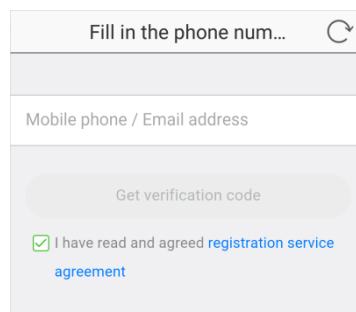 Fill in the phone num...
Mobile phone / Email address
Get verification code
I have read and agreed registration service
agreement